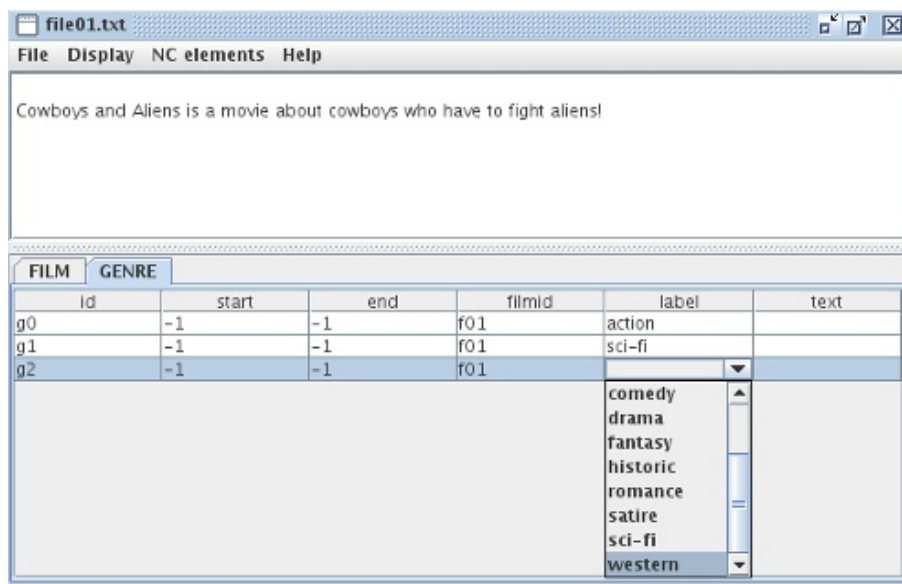 file01.txt
File Display NC elements Help
Cowboys and Aliens is a movie about cowboys who have to fight aliens!
FILM GENRE
id start end filmid label text
g0 -1 -1 f01 action
g1 -1 -1 f01 sci-fi
g2 -1 -1 f01
comedy
drama
fantasy
historic
romance
satire
sci-fi
western